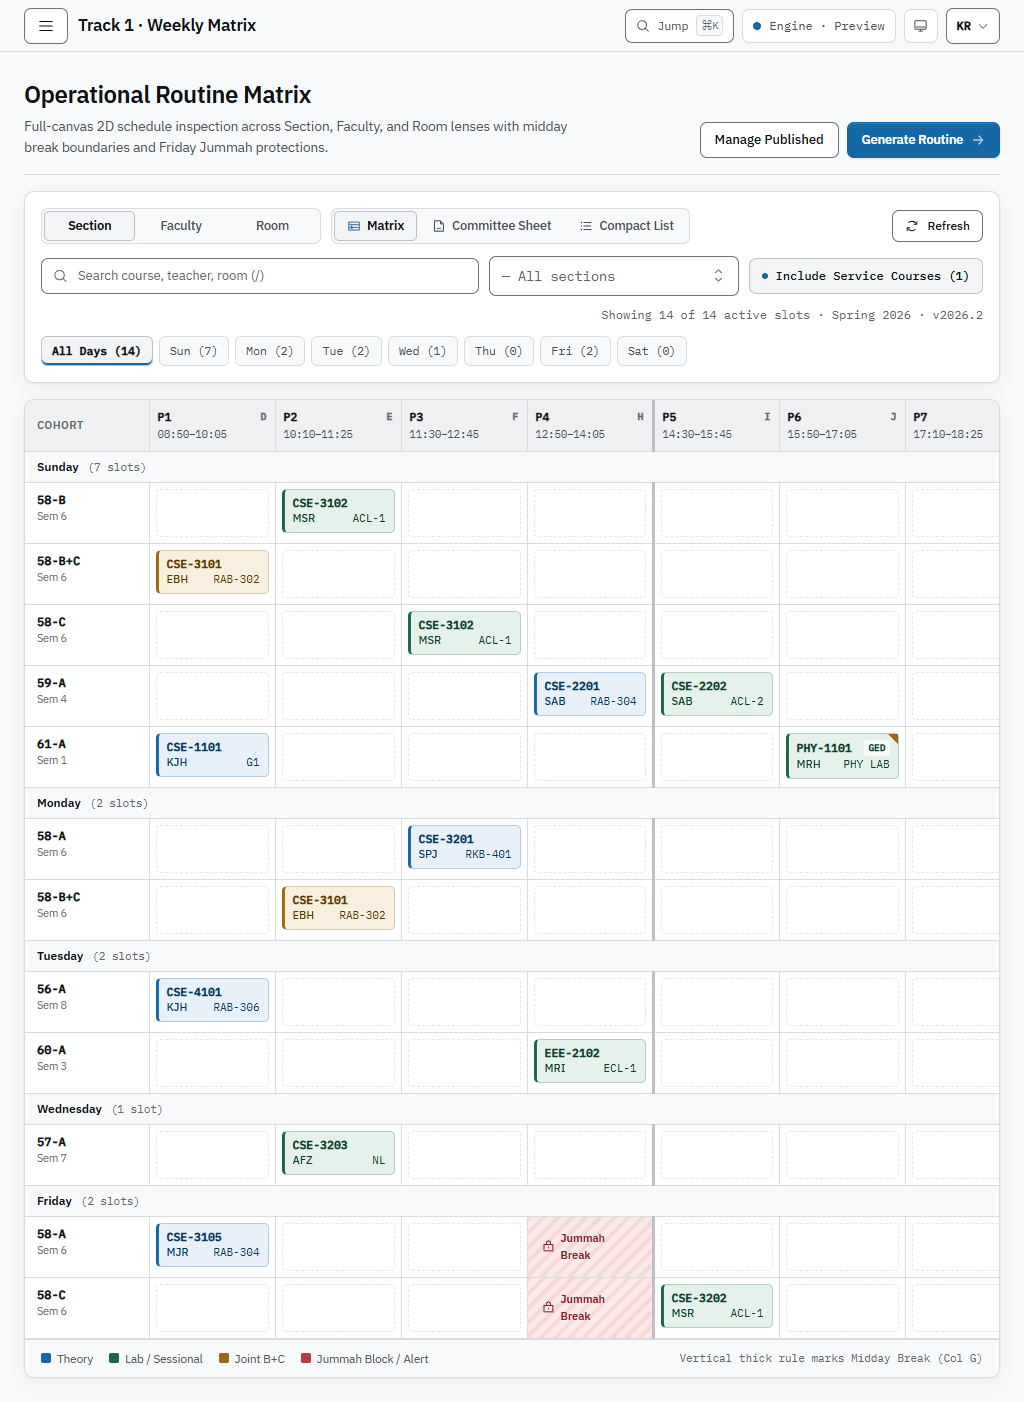 Track 1 · Weekly Matrix
Jump ⌘K
Engine · Preview
KR
Operational Routine Matrix
Full-canvas 2D schedule inspection across Section, Faculty, and Room lenses with midday
break boundaries and Friday Jummah protections.
Manage Published
Generate Routine →
Section Faculty Room
Matrix Committee Sheet Compact List
Refresh
Search course, teacher, room (/)
— All sections
Include Service Courses (1)
Showing 14 of 14 active slots · Spring 2026 · v2026.2
All Days (14) Sun (7) Mon (2) Tue (2) Wed (1) Thu (0) Fri (2) Sat (0)
COHORT
P1 D
08:50–10:05
P2 E
10:10–11:25
P3 F
11:30–12:45
P4 H
12:50–14:05
P5 I
14:30–15:45
P6 J
15:50–17:05
P7
17:10–18:25
Sunday (7 slots)
58-B
Sem 6
CSE-3102
MSR ACL-1
58-B+C
Sem 6
CSE-3101
EBH RAB-302
58-C
Sem 6
CSE-3102
MSR ACL-1
59-A
Sem 4
CSE-2201
SAB RAB-304
CSE-2202
SAB ACL-2
61-A
Sem 1
CSE-1101
KJH G1
PHY-1101 GED
MRH PHY LAB
Monday (2 slots)
58-A
Sem 6
CSE-3201
SPJ RKB-401
58-B+C
Sem 6
CSE-3101
EBH RAB-302
Tuesday (2 slots)
56-A
Sem 8
CSE-4101
KJH RAB-306
60-A
Sem 3
EEE-2102
MRI ECL-1
Wednesday (1 slot)
57-A
Sem 7
CSE-3203
AFZ NL
Friday (2 slots)
58-A
Sem 6
CSE-3105
MJR RAB-304
Jummah
Break
58-C
Sem 6
Jummah
Break
CSE-3202
MSR ACL-1
Theory Lab / Sessional Joint B+C Jummah Block / Alert
Vertical thick rule marks Midday Break (Col G)